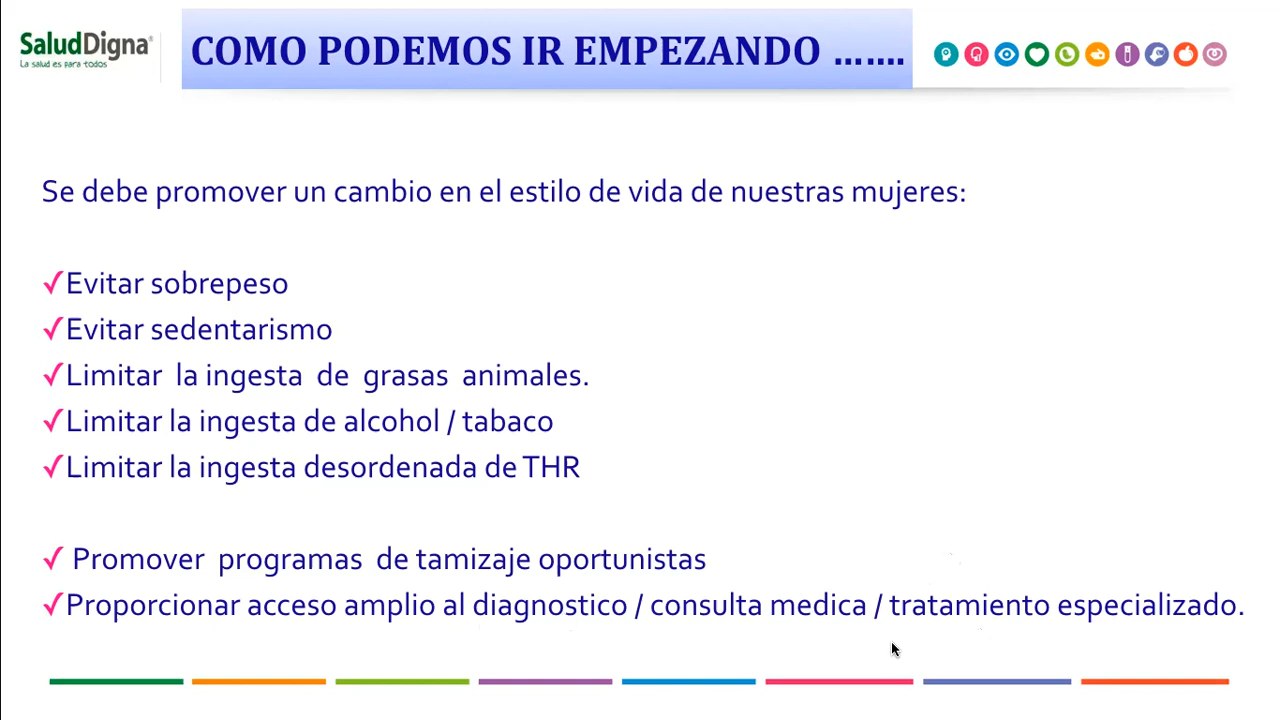 SaludDigna®
La salud es para todos
COMO PODEMOS IR EMPEZANDO .......
Se debe promover un cambio en el estilo de vida de nuestras mujeres:
✓Evitar sobrepeso
✓Evitar sedentarismo
✓Limitar la ingesta de grasas animales.
✓Limitar la ingesta de alcohol / tabaco
✓Limitar la ingesta desordenada de THR
✓ Promover programas de tamizaje oportunistas
✓Proporcionar acceso amplio al diagnostico / consulta medica / tratamiento especializado.